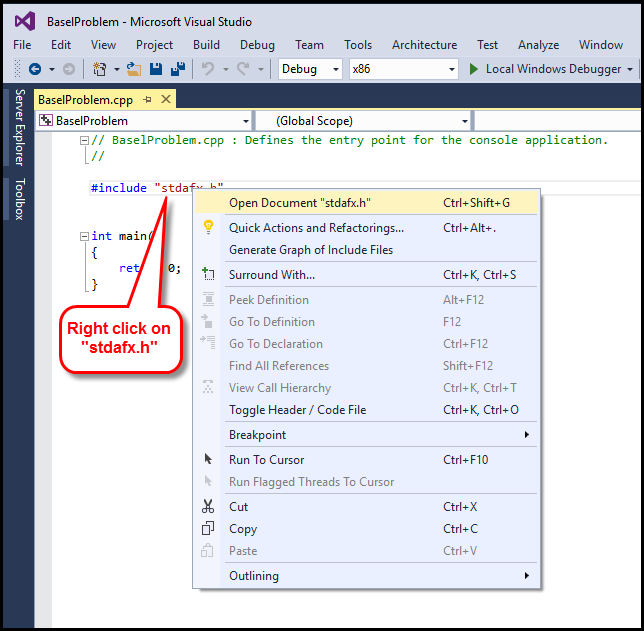 BaselProblem - Microsoft Visual Studio
File Edit View Project Build Debug Team Tools Architecture Test Analyze Window
Debug x86 Local Windows Debugger
Server Explorer
Toolbox
BaselProblem.cpp
BaselProblem (Global Scope)
// BaselProblem.cpp : Defines the entry point for the console application.
//
#include "stdafx.h"
int main(
{
ret 0;
}
Right click on
"stdafx.h"
Open Document "stdafx.h" Ctrl+Shift+G
Quick Actions and Refactorings... Ctrl+Alt+.
Generate Graph of Include Files
Surround With... Ctrl+K, Ctrl+S
Peek Definition Alt+F12
Go To Definition F12
Go To Declaration Ctrl+F12
Find All References Shift+F12
View Call Hierarchy Ctrl+K, Ctrl+T
Toggle Header / Code File Ctrl+K, Ctrl+O
Breakpoint
Run To Cursor Ctrl+F10
Run Flagged Threads To Cursor
Cut Ctrl+X
Copy Ctrl+C
Paste Ctrl+V
Outlining